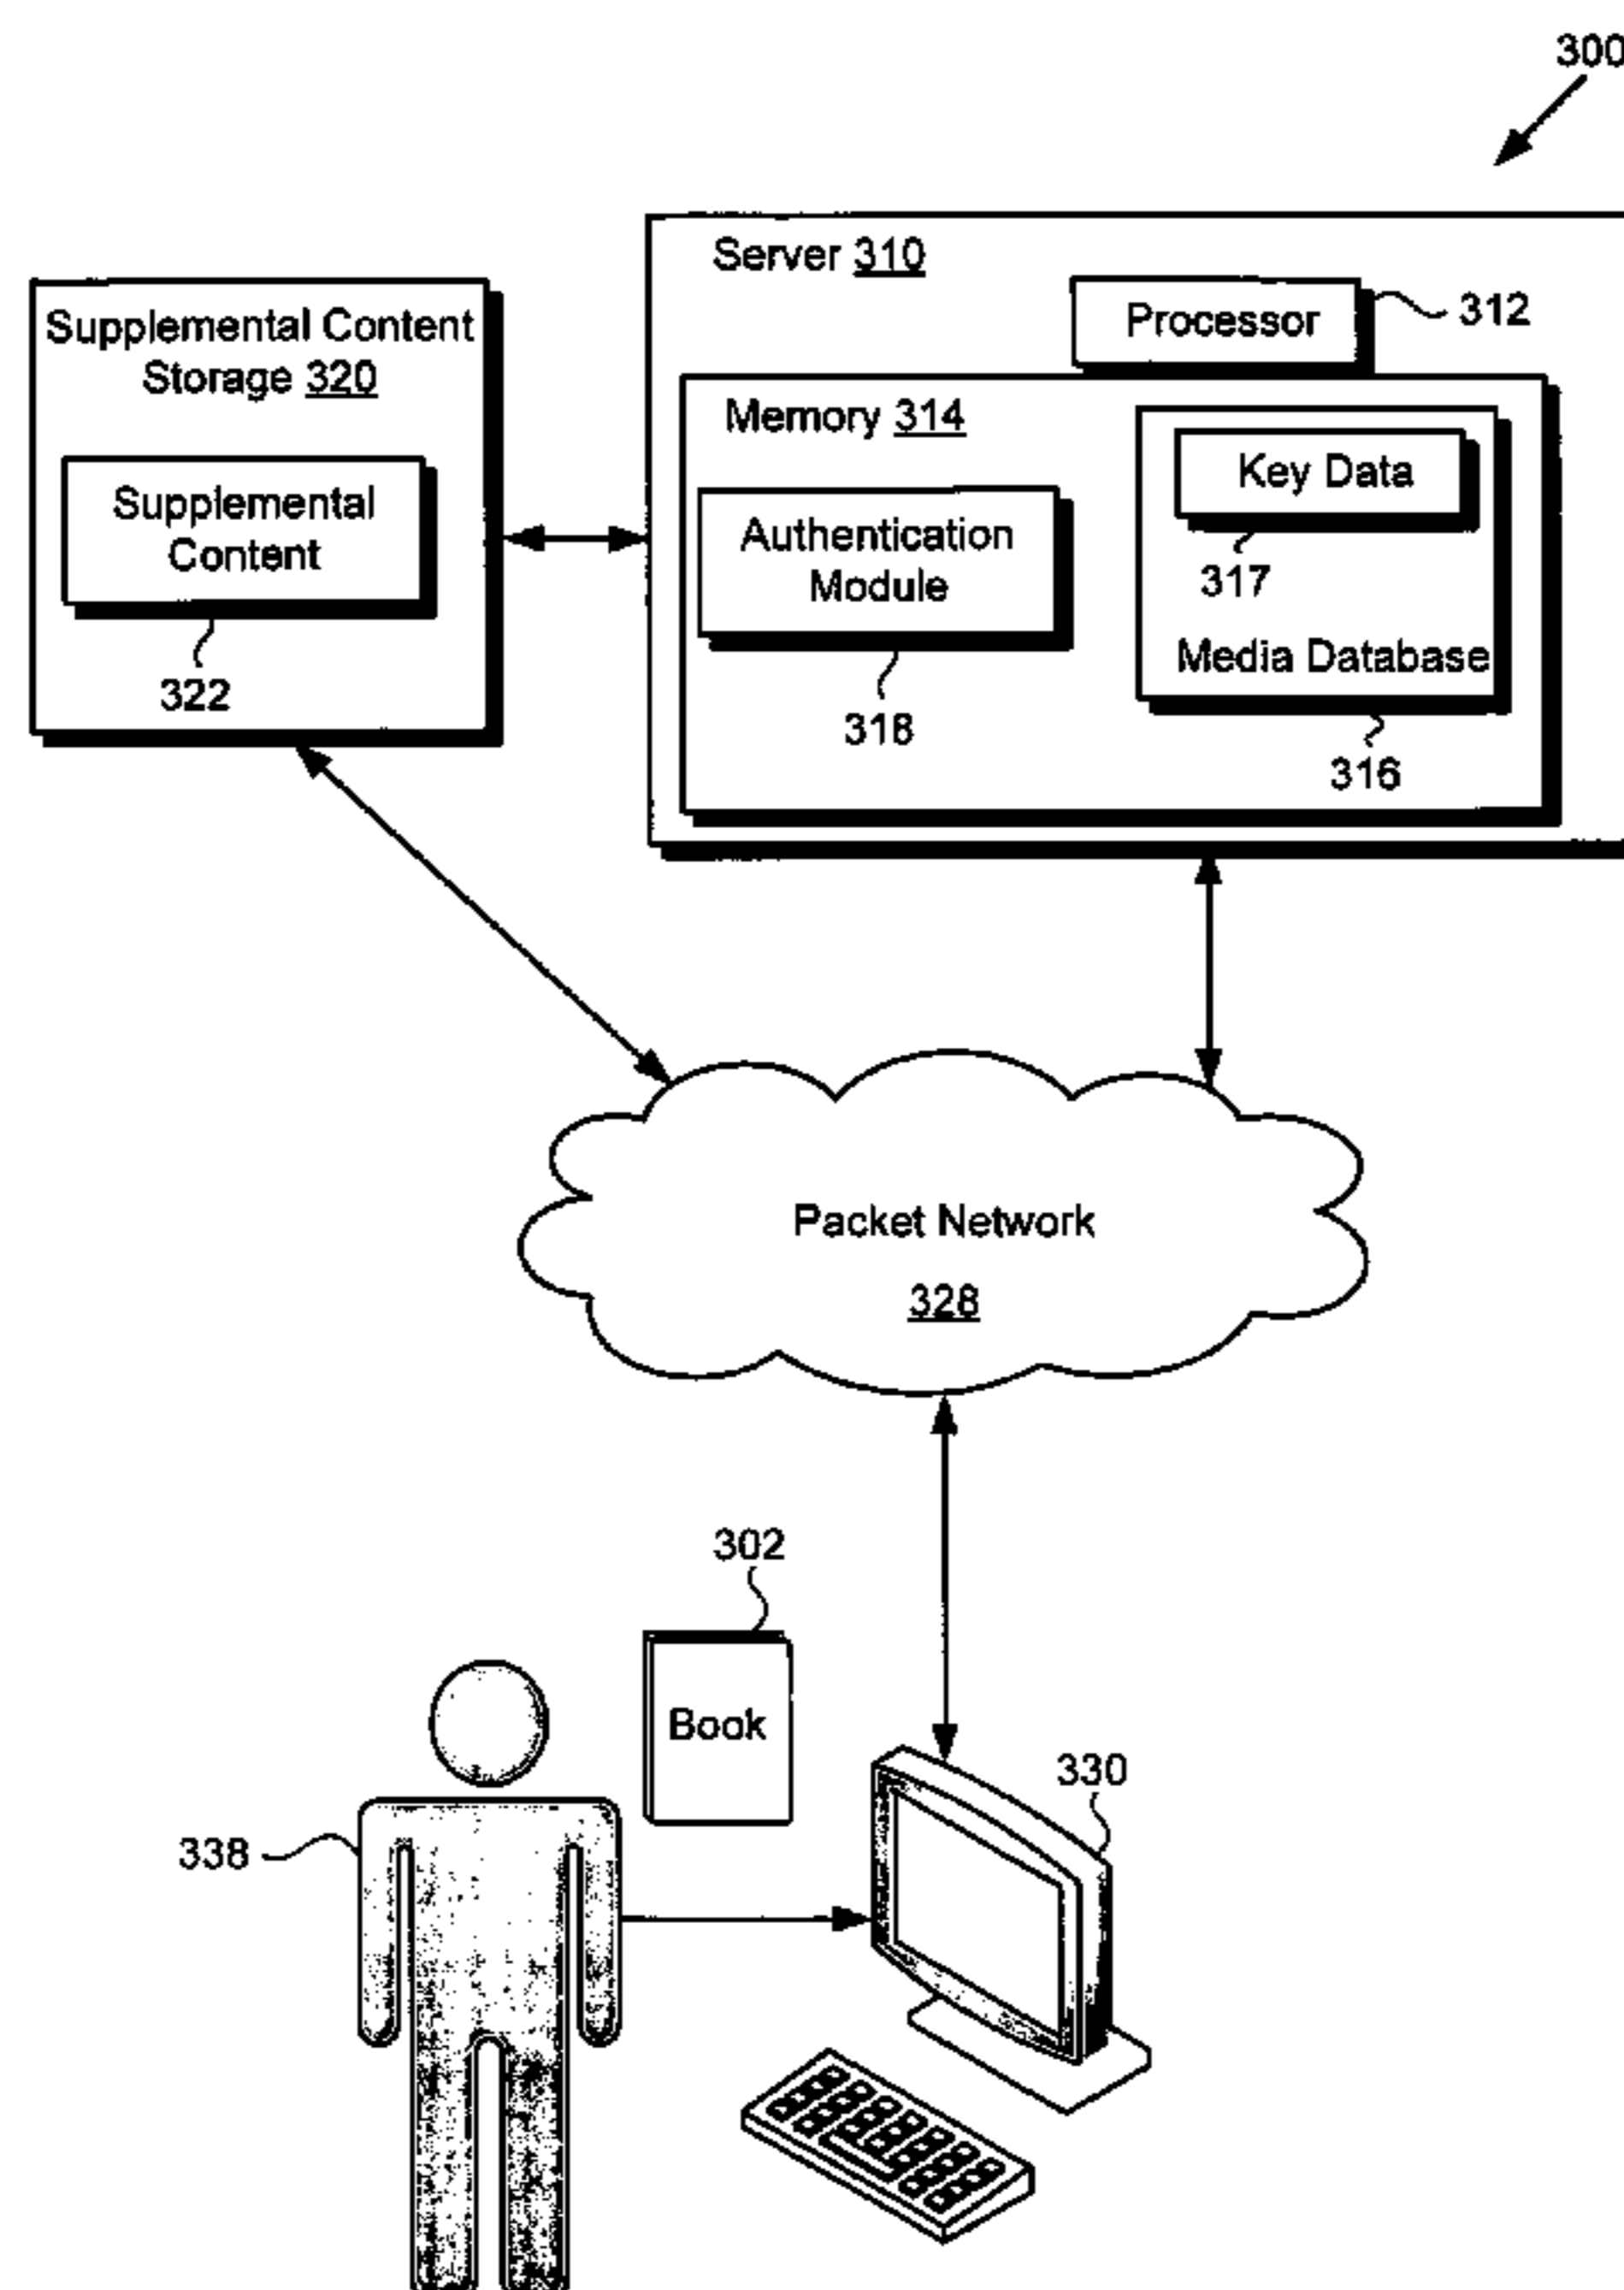 300
Server 310
Processor
312
Supplemental Content
Storage 320
Memory 314
Key Data
317
Supplemental
Content
322
Authentication
Module
318
Media Database
316
Packet Network
328
302
Book
330
338